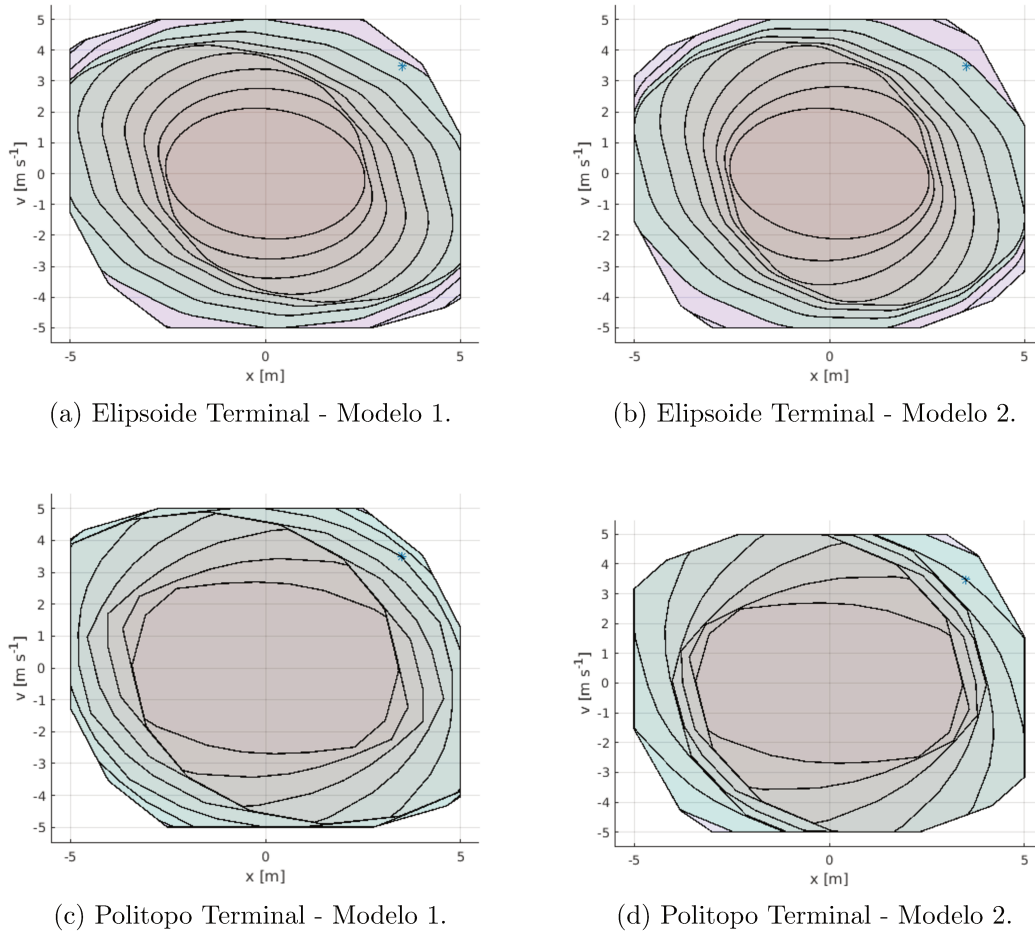 5
4
3
2
1
0
-1
-2
-3
-4
-5
v [m s-1]
-5 0 5
x [m]
(a) Elipsoide Terminal - Modelo 1.
5
4
3
2
1
0
-1
-2
-3
-4
-5
v [m s-1]
-5 0 5
x [m]
(b) Elipsoide Terminal - Modelo 2.
5
4
3
2
1
0
-1
-2
-3
-4
-5
v [m s-1]
-5 0 5
x [m]
(c) Politopo Terminal - Modelo 1.
5
4
3
2
1
0
-1
-2
-3
-4
-5
v [m s-1]
-5 0 5
x [m]
(d) Politopo Terminal - Modelo 2.